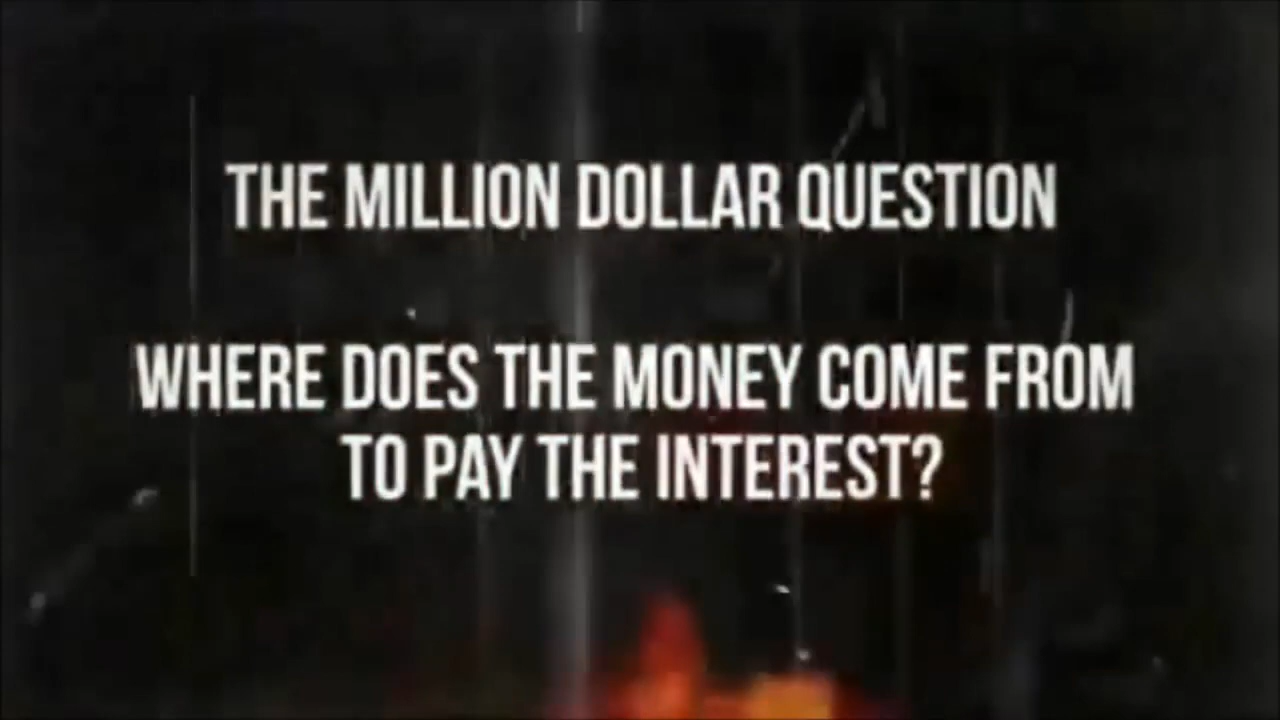 THE MILLION DOLLAR QUESTION
WHERE DOES THE MONEY COME FROM
TO PAY THE INTEREST?